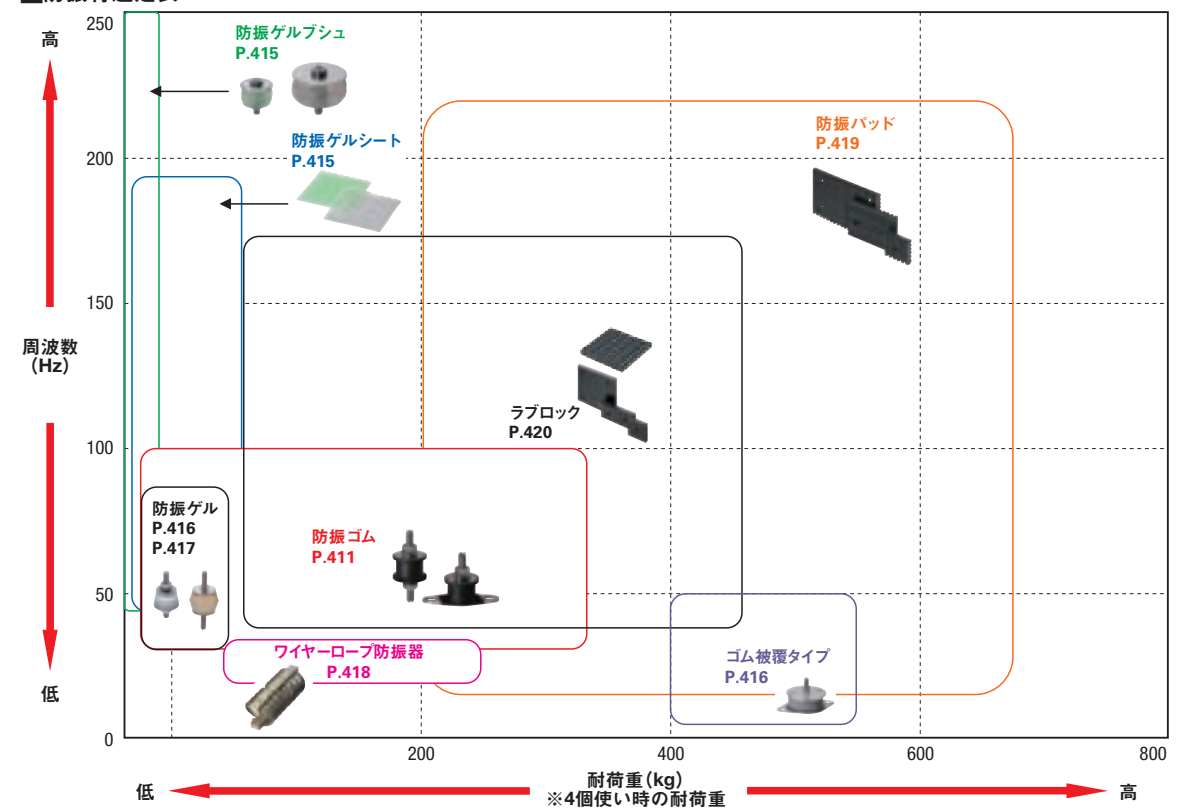 250
高
防振ゲルブシュ
P.415
防振ゲルシート
P.415
防振パッド
P.419
200
150
周波数
(Hz)
ラブロック
P.420
100
防振ゲル
P.416
P.417
防振ゴム
P.411
50
ワイヤーロープ防振器
P.418
ゴム被覆タイプ
P.416
低
0
200
400
600
800
低
耐荷重(kg)
※4個使い時の耐荷重
高